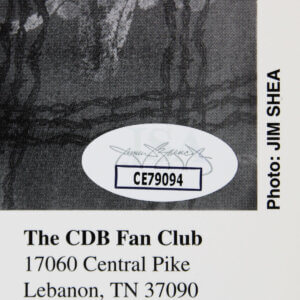 CE79094
The CDB Fan Club
17060 Central Pike
Lebanon, TN 37090
Photo: JIM SHEA